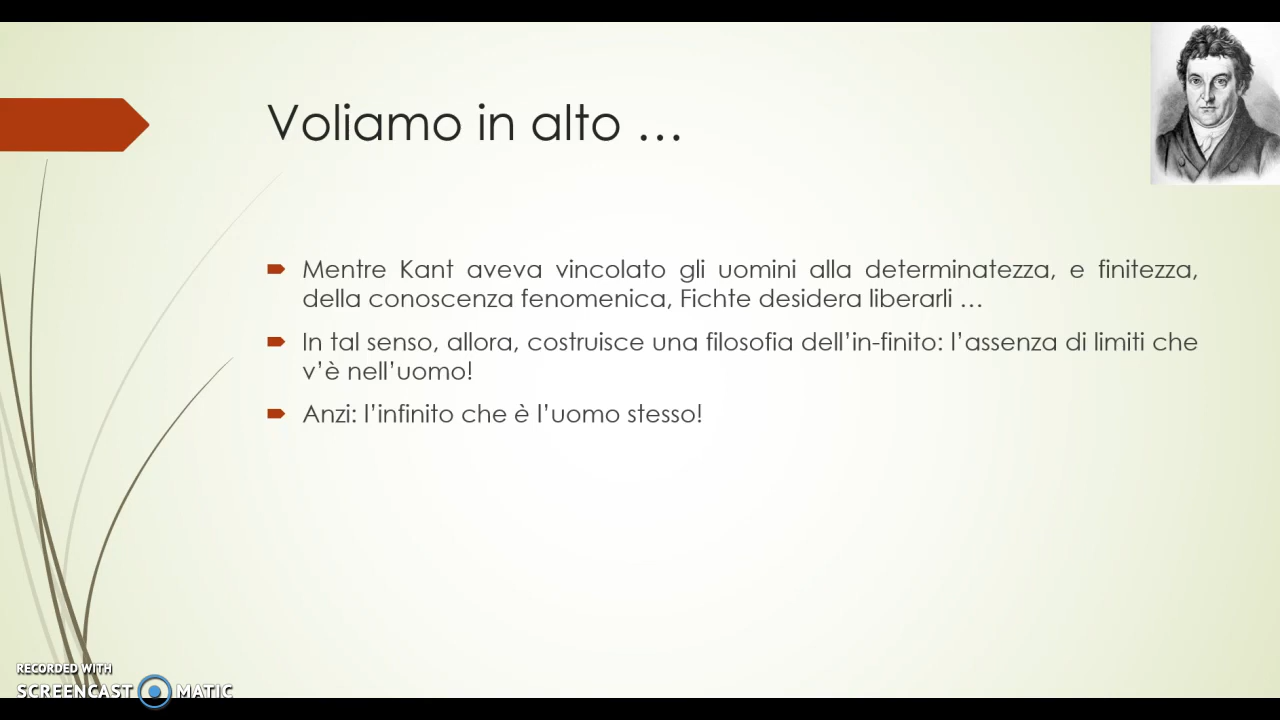 Voliamo in alto …
Mentre Kant aveva vincolato gli uomini alla determinatezza, e finitezza,
della conoscenza fenomenica, Fichte desidera liberarli …
In tal senso, allora, costruisce una filosofia dell’in-finito: l’assenza di limiti che
v’è nell’uomo!
Anzi: l’infinito che è l’uomo stesso!
RECORDED WITH
SCREENCAST MATIC